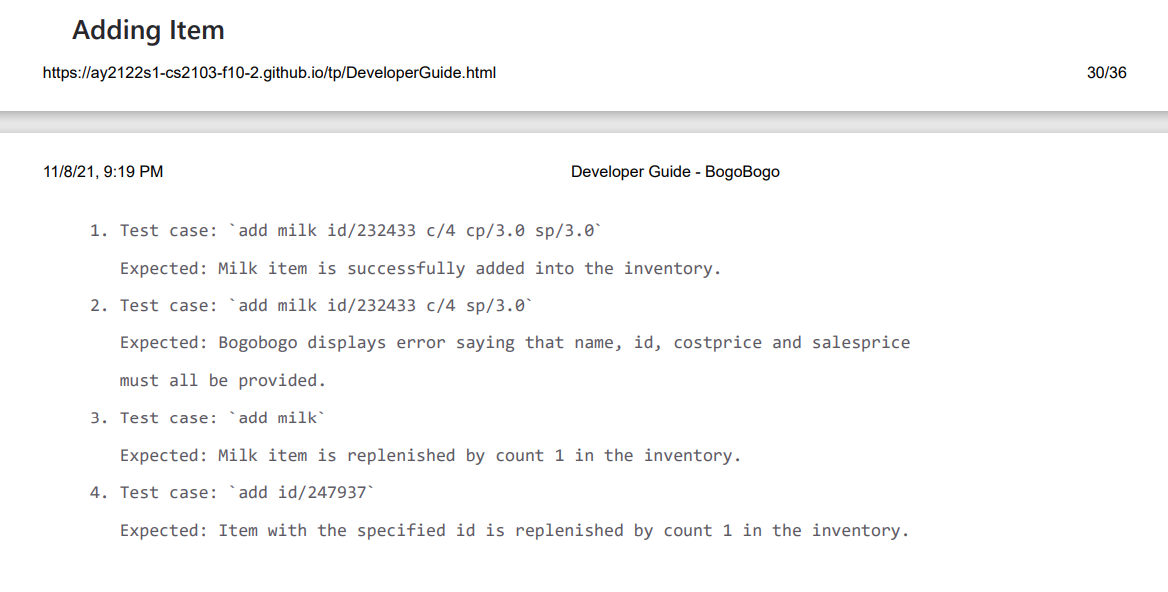 Adding Item
https://ay2122s1-cs2103-f10-2.github.io/tp/DeveloperGuide.html 30/36
11/8/21, 9:19 PM Developer Guide - BogoBogo
1. Test case: `add milk id/232433 c/4 cp/3.0 sp/3.0`
Expected: Milk item is successfully added into the inventory.
2. Test case: `add milk id/232433 c/4 sp/3.0`
Expected: Bogobogo displays error saying that name, id, costprice and salesprice
must all be provided.
3. Test case: `add milk`
Expected: Milk item is replenished by count 1 in the inventory.
4. Test case: `add id/247937`
Expected: Item with the specified id is replenished by count 1 in the inventory.